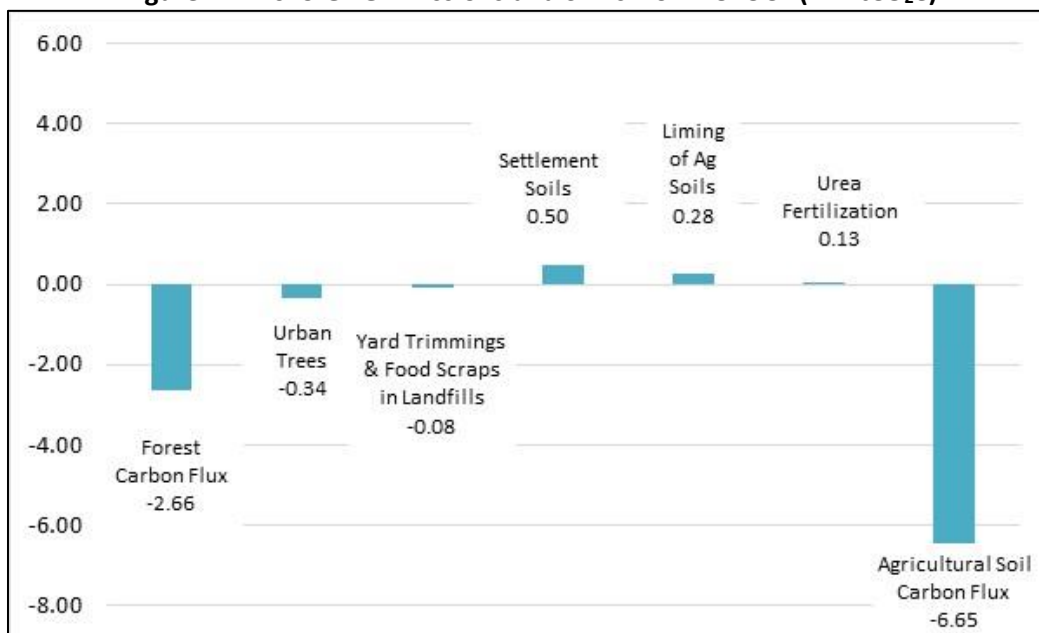 6.00
4.00
2.00
0.00
-2.00
-4.00
-6.00
-8.00
Forest
Carbon Flux
-2.66
Urban
Trees
-0.34
Yard Trimmings
& Food Scraps
in Landfills
-0.08
Settlement
Soils
0.50
Liming
of Ag
Soils
0.28
Urea
Fertilization
0.13
Agricultural Soil
Carbon Flux
-6.65